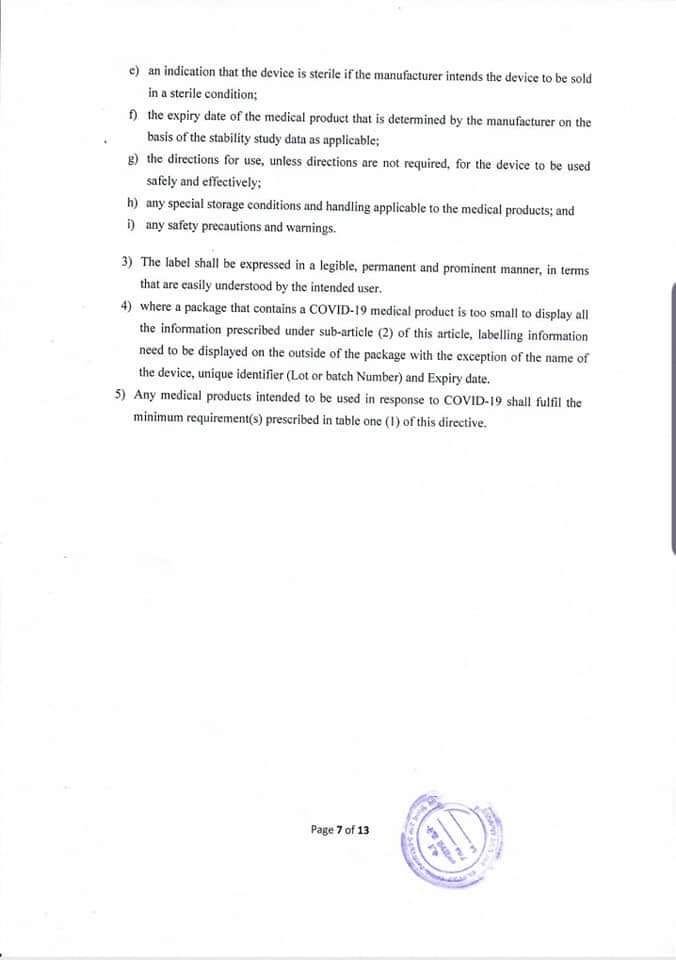 e) an indication that the device is sterile if the manufacturer intends the device to be sold
in a sterile condition;
f) the expiry date of the medical product that is determined by the manufacturer on the
basis of the stability study data as applicable;
g) the directions for use, unless directions are not required, for the device to be used
safely and effectively;
h) any special storage conditions and handling applicable to the medical products; and
i) any safety precautions and warnings.
3) The label shall be expressed in a legible, permanent and prominent manner, in terms
that are easily understood by the intended user.
4) where a package that contains a COVID-19 medical product is too small to display all
the information prescribed under sub-article (2) of this article, labelling information
need to be displayed on the outside of the package with the exception of the name of
the device, unique identifier (Lot or batch Number) and Expiry date.
5) Any medical products intended to be used in response to COVID-19 shall fulfil the
minimum requirement(s) prescribed in table one (1) of this directive.
Page 7 of 13